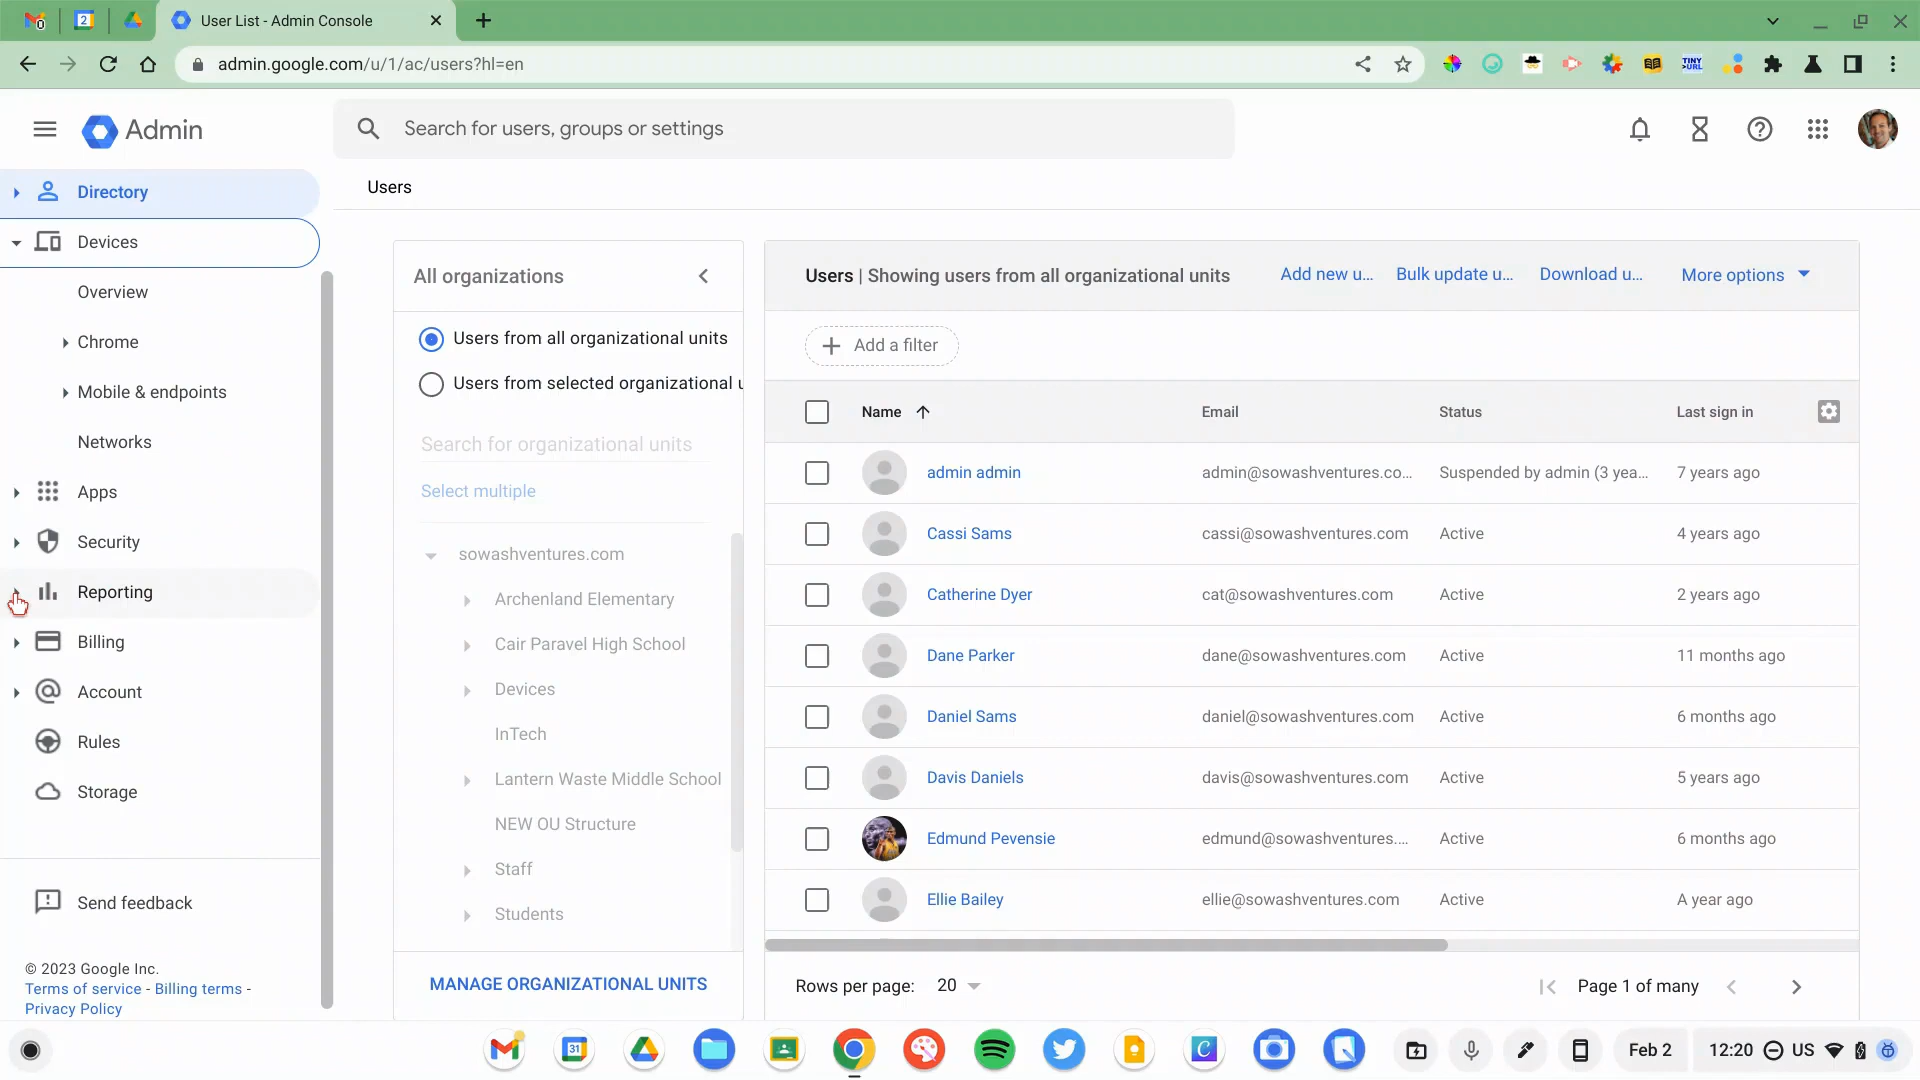 User List - Admin Console
admin.google.com/u/1/ac/users?hl=en
TINY
>URL
Admin
Search for users, groups or settings
Directory
Devices
Overview
Chrome
Mobile & endpoints
Networks
Apps
Security
Reporting
Billing
Account
Rules
Storage
Send feedback
© 2023 Google Inc.
Terms of service - Billing terms -
Privacy Policy
Users
All organizations
Users from all organizational units
Users from selected organizational u
Search for organizational units
Select multiple
sowashventures.com
Archenland Elementary
Cair Paravel High School
Devices
InTech
Lantern Waste Middle School
NEW OU Structure
Staff
Students
MANAGE ORGANIZATIONAL UNITS
Users | Showing users from all organizational units
Add new u... Bulk update u... Download u... More options
Add a filter
Name Email Status Last sign in
admin admin admin@sowashventures.co... Suspended by admin (3 yea... 7 years ago
Cassi Sams cassi@sowashventures.com Active 4 years ago
Catherine Dyer cat@sowashventures.com Active 2 years ago
Dane Parker dane@sowashventures.com Active 11 months ago
Daniel Sams daniel@sowashventures.com Active 6 months ago
Davis Daniels davis@sowashventures.com Active 5 years ago
Edmund Pevensie edmund@sowashventures.... Active 6 months ago
Ellie Bailey ellie@sowashventures.com Active A year ago
Rows per page: 20 Page 1 of many
31
C
Feb 2 12:20 US